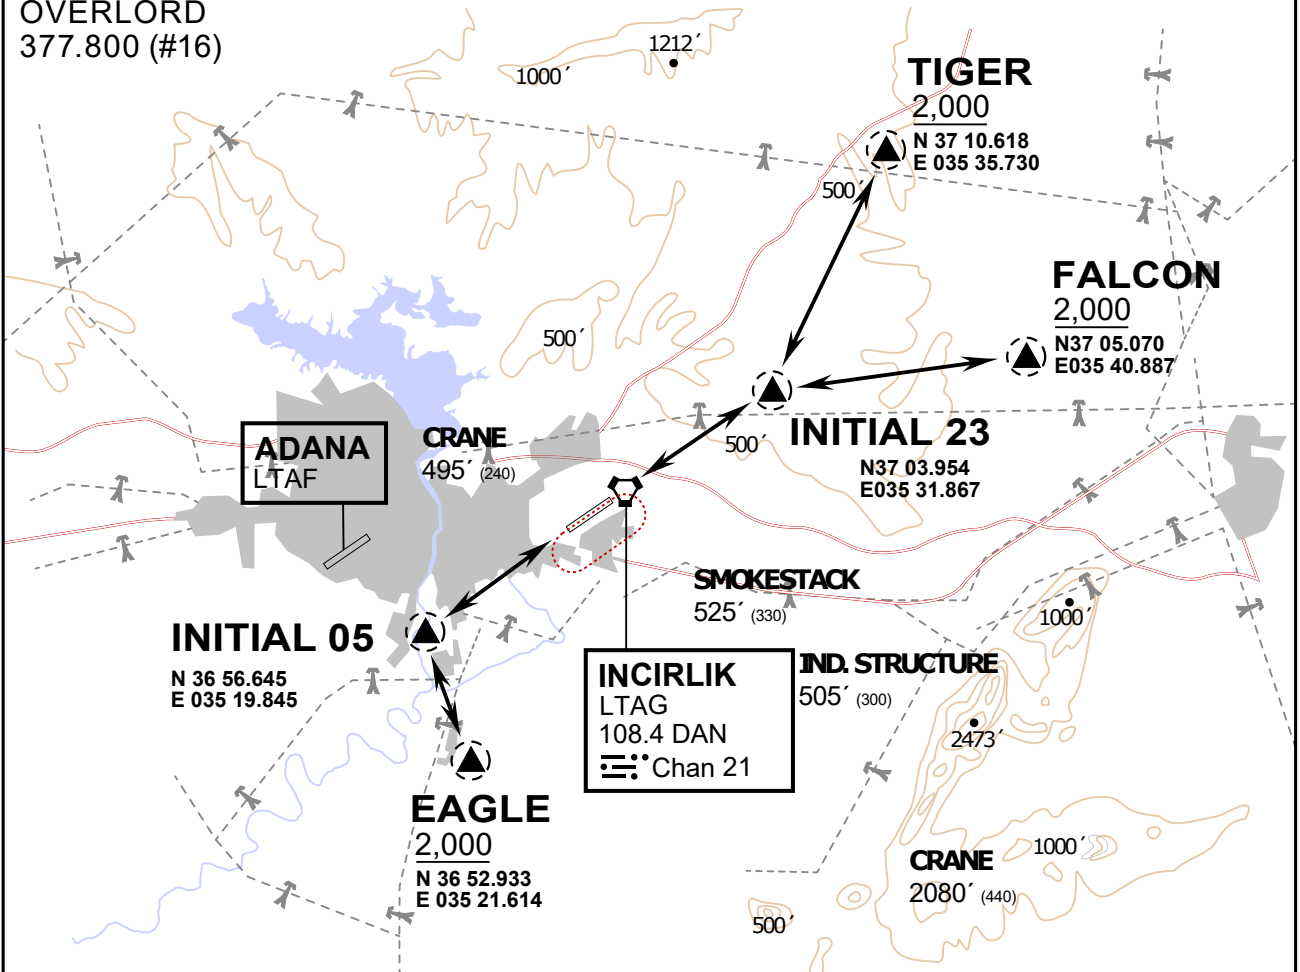 OVERLORD
377.800 (#16)
1212´
1000´
TIGER
2,000
N 37 10.618
E 035 35.730
500´
FALCON
2,000
N37 05.070
E035 40.887
500´
INITIAL 23
N37 03.954
E035 31.867
500´
ADANA
LTAF
CRANE
495´ (240)
SMOKESTACK
525´ (330)
1000´
INITIAL 05
N 36 56.645
E 035 19.845
INCIRLIK
LTAG
108.4 DAN
Chan 21
IND. STRUCTURE
505´ (300)
2473´
EAGLE
2,000
N 36 52.933
E 035 21.614
1000´
CRANE
2080´ (440)
500´